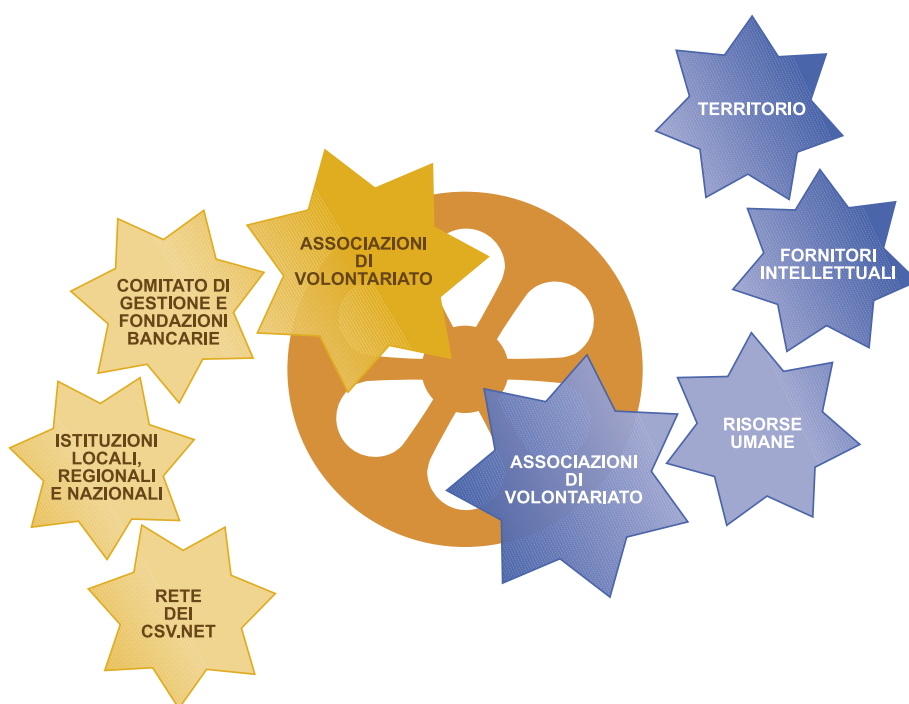 TERRITORIO
ASSOCIAZIONI
DI
VOLONTARIATO
FORNITORI
INTELLETTUALI
COMITATO DI
GESTIONE E
FONDAZIONI
BANCARIE
RISORSE
UMANE
ISTITUZIONI
LOCALI,
REGIONALI
E NAZIONALI
ASSOCIAZIONI
DI
VOLONTARIATO
RETE
DEI
CSV.NET